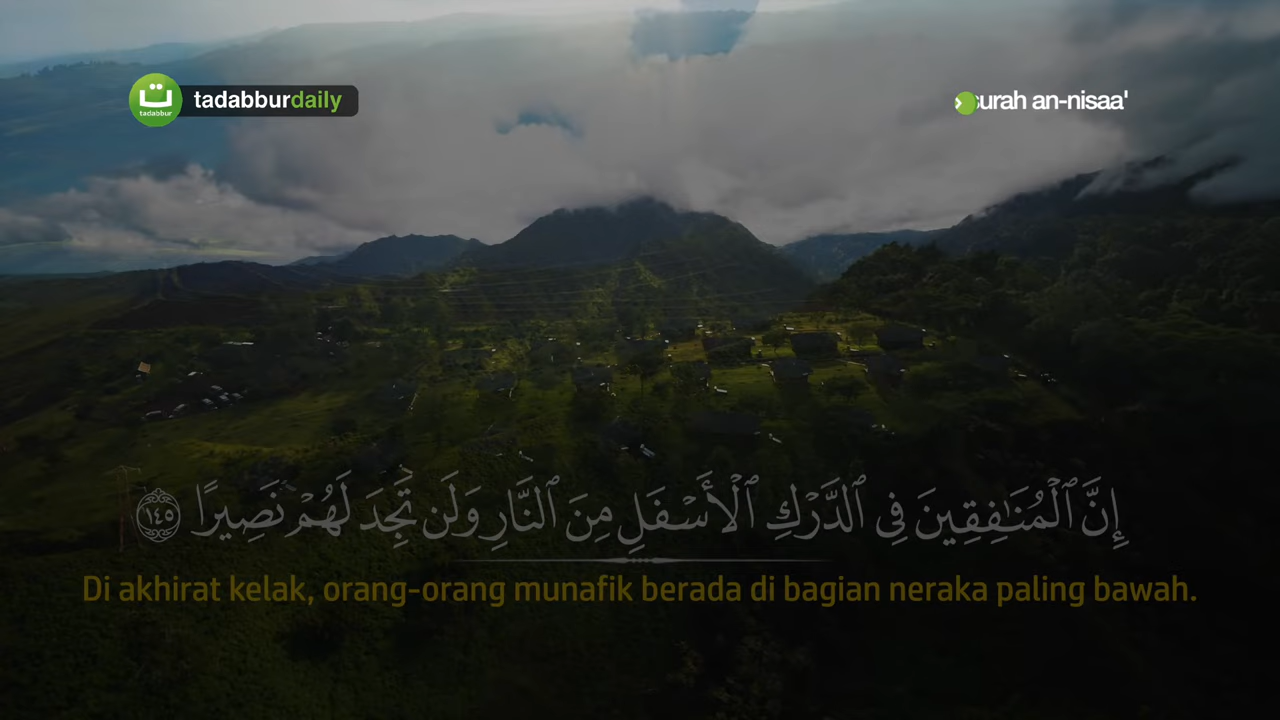 ت tadabbur tadabburdaily
surah an-nisaa'
إِنَّ ٱلْمُنَـٰفِقِينَ فِى ٱلدَّرْكِ ٱلْأَسْفَلِ مِنَ ٱلنَّارِ وَلَن تَجِدَ لَهُمْ نَصِيرًا ١٤٥
Di akhirat kelak, orang-orang munafik berada di bagian neraka paling bawah.